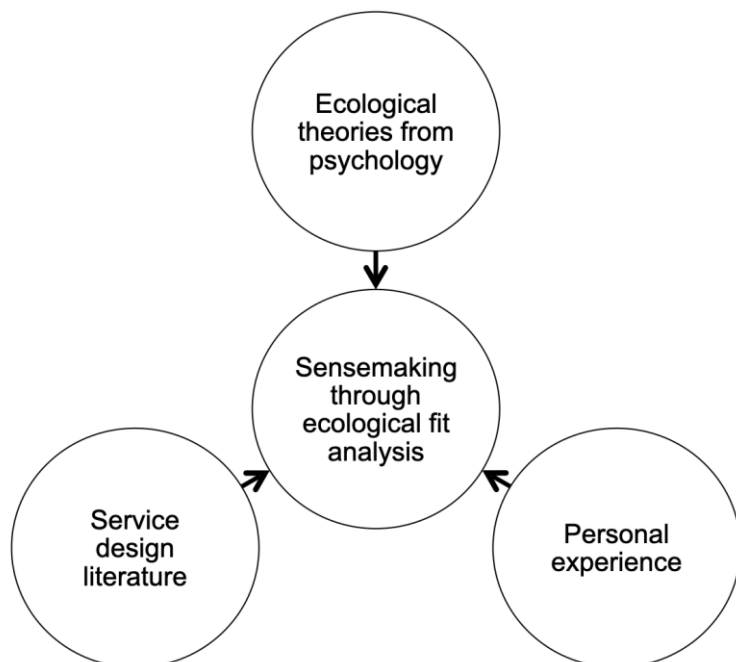 Ecological
theories from
psychology
Sensemaking
through
ecological fit
analysis
Service
design
literature
Personal
experience